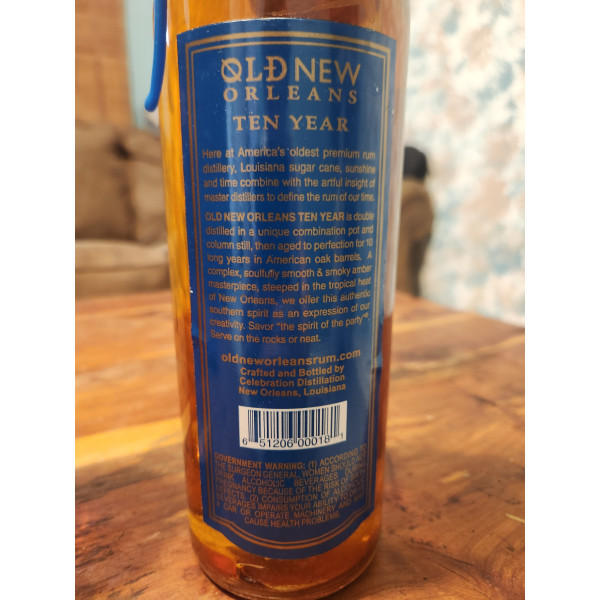 OLD NEW
ORLEANS
TEN YEAR
Here at America's oldest premium rum
distillery, Louisiana sugar cane, sunshine
and time combine with the artful insight of
master distillers to define the rum of our time.
OLD NEW ORLEANS TEN YEAR is double
distilled in a unique combination pot and
column still, then aged to perfection for 10
long years in American oak barrels. A
complex, soulfully smooth & smoky amber
masterpiece, steeped in the tropical heat
of New Orleans, we offer this authentic
southern spirit as an expression of our
creativity. Savor "the spirit of the party"®.
Serve on the rocks or neat.
oldneworleansrum.com
Crafted and Bottled by
Celebration Distillation
New Orleans, Louisiana
6 51206 00018 1
GOVERNMENT WARNING: (1) ACCORDING TO
THE SURGEON GENERAL, WOMEN
DRINK ALCOHOLIC BEVERAGES
PREGNANCY BECAUSE OF THE RISK OF
DEFECTS. (2) CONSUMPTION OF
BEVERAGES IMPAIRS YOUR ABILITY TO
A CAR OR OPERATE MACHINERY AND
CAUSE HEALTH PROBLEMS.